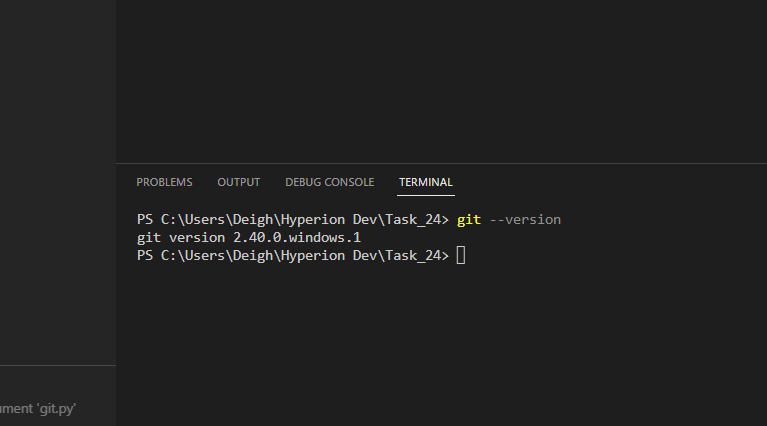 PROBLEMS OUTPUT DEBUG CONSOLE TERMINAL
PS C:\Users\Deigh\Hyperion Dev\Task_24> git --version
git version 2.40.0.windows.1
PS C:\Users\Deigh\Hyperion Dev\Task_24>
'git.py'